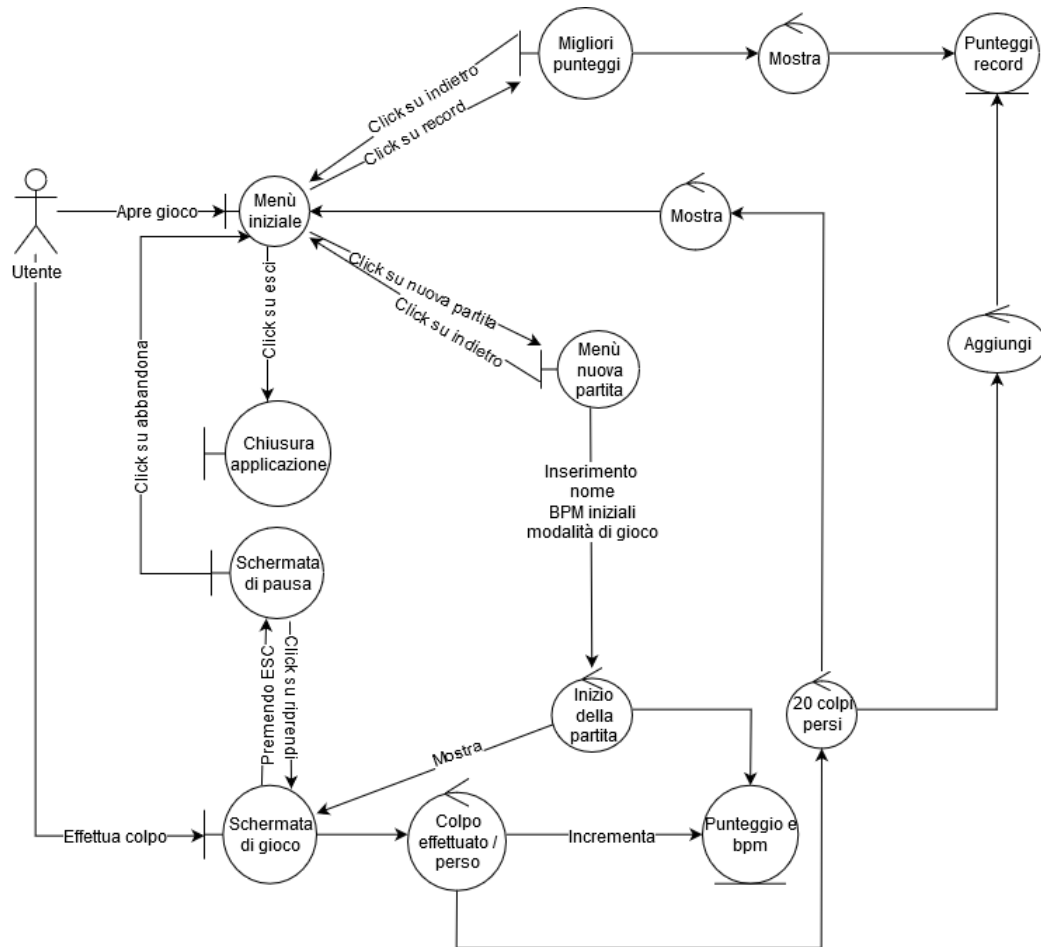 Migliori
punteggi
Mostra
Punteggi
record
Click su indietro
Click su record
Utente
Apre gioco
Menù
iniziale
Mostra
Click su nuova partita
Click su indietro
Click su esci
Menù
nuova
partita
Aggiungi
Click su abbandona
Chiusura
applicazione
Inserimento
nome
BPM iniziali
modalità di gioco
Schermata
di pausa
Premendo ESC
Click su riprendi
Inizio
della
partita
20 colpi
persi
Mostra
Effettua colpo
Schermata
di gioco
Colpo
effettuato /
perso
Incrementa
Punteggio e
bpm